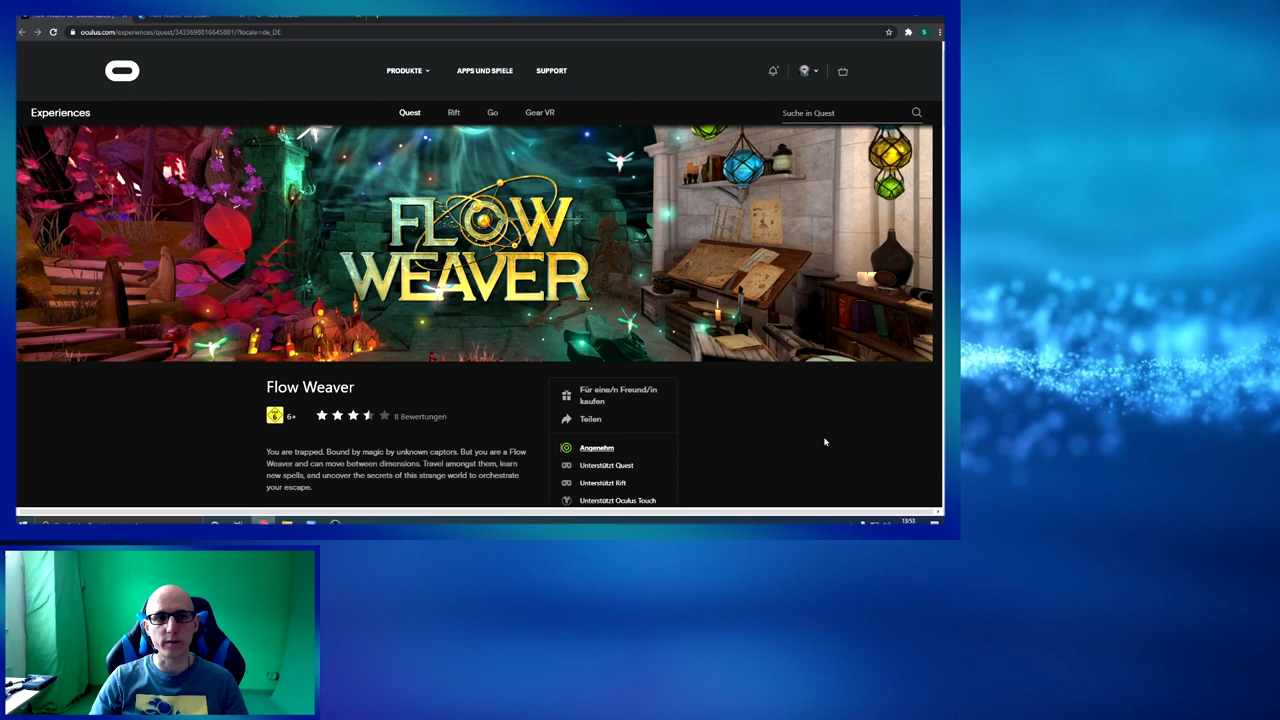 oculus.com/experiences/quest/3433698816645881/?locale=de_DE
PRODUKTE
APPS UND SPIELE
SUPPORT
Experiences
Quest
Rift
Go
Gear VR
Suche in Quest
FLOW
WEAVER
Flow Weaver
6
6+
8 Bewertungen
You are trapped. Bound by magic by unknown captors. But you are a Flow
Weaver and can move between dimensions. Travel amongst them, learn
new spells, and uncover the secrets of this strange world to orchestrate
your escape.
Für eine/n Freund/in
kaufen
Teilen
Angenehm
Unterstützt Quest
Unterstützt Rift
Unterstützt Oculus Touch
13:53